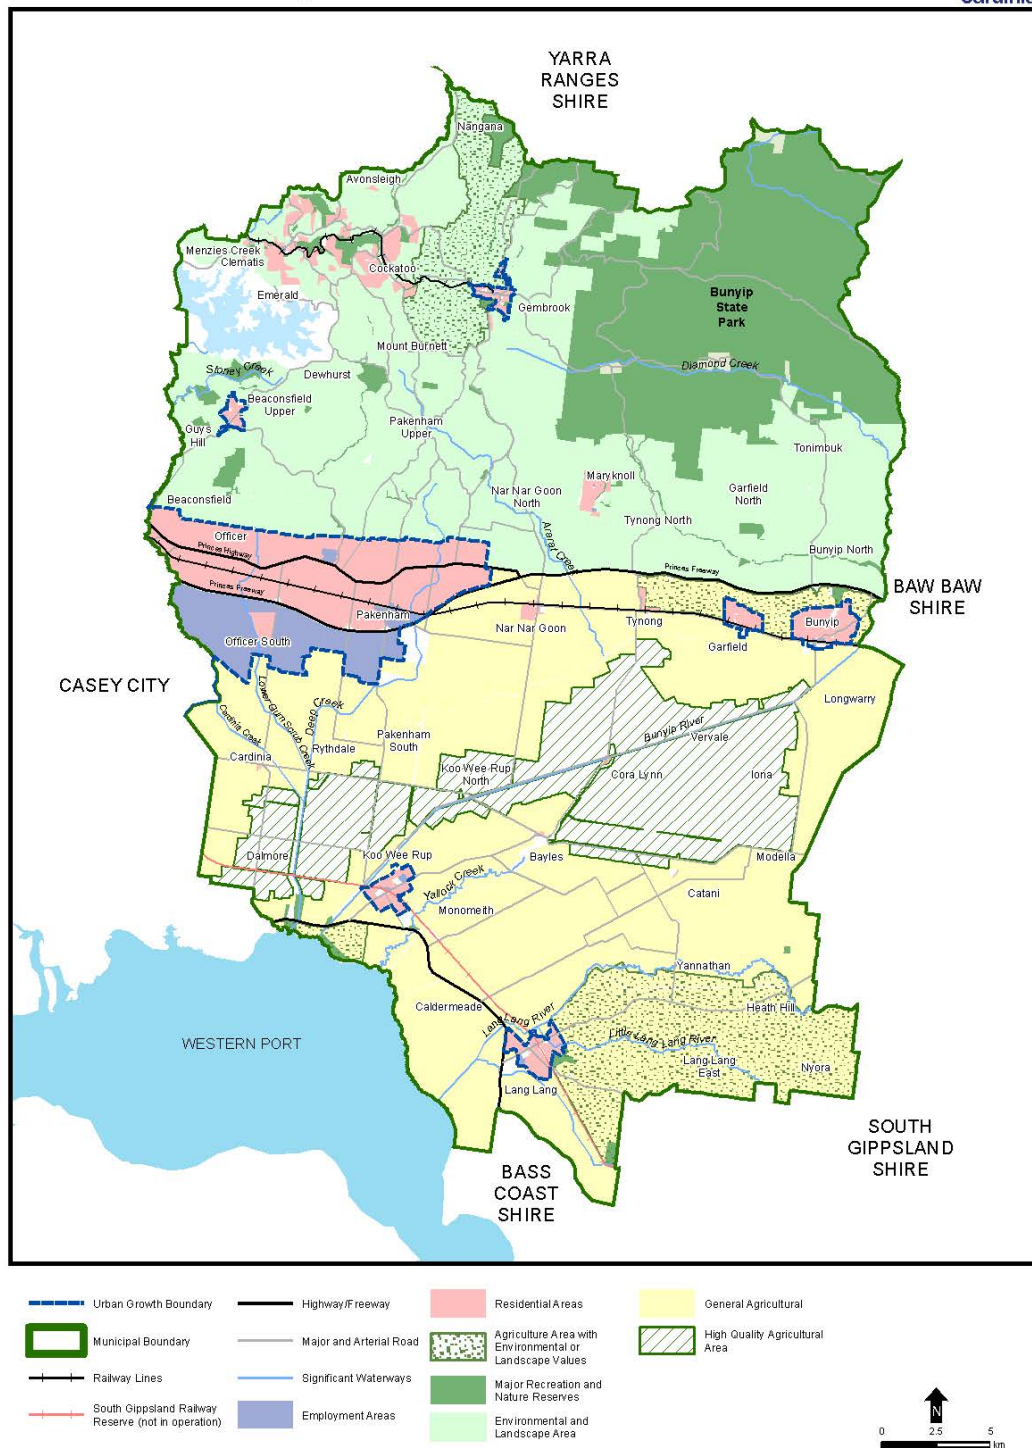 YARRA
RANGES
SHIRE
Nangana
Avonsleigh
Menzies Creek
Clematis
Cockatoo
Emerald
Gembrook
Bunyip
State
Park
Mount Burnett
Stoney Creek
Dewhurst
Diamond Creek
Beaconsfield
Upper
Guys
Hill
Pakenham
Upper
Tonimbuk
Maryknoll
Nar Nar Goon
North
Garfield
North
Beaconsfield
Tynong North
Officer
Ararat Creek
Princes Highway
Bunyip North
Princes Freeway
Princes Freeway
BAW BAW
SHIRE
Pakenham
Nar Nar Goon
Tynong
Bunyip
Officer South
Garfield
CASEY CITY
Longwarry
Lower Gum Scrub Creek
Deep Creek
Cardinia Creek
Rythdale
Pakenham
South
Bunyip River
Vervale
Cardinia
Koo Wee Rup
North
Cora Lynn
Iona
Dalmore
Koo Wee Rup
Bayles
Modella
Yallock Creek
Catani
Monomeith
Yannathan
Caldermeade
Heath Hill
Lang Lang River
Little Lang Lang River
WESTERN PORT
Lang Lang
East
Nyora
Lang Lang
SOUTH
GIPPSLAND
SHIRE
BASS
COAST
SHIRE
Urban Growth Boundary
Highway/Freeway
Residential Areas
General Agricultural
Municipal Boundary
Major and Arterial Road
Agriculture Area with
Environmental or
Landscape Values
High Quality Agricultural
Area
Railway Lines
Significant Waterways
Major Recreation and
Nature Reserves
South Gippsland Railway
Reserve (not in operation)
Employment Areas
Environmental and
Landscape Area
N
0 2.5 5
km